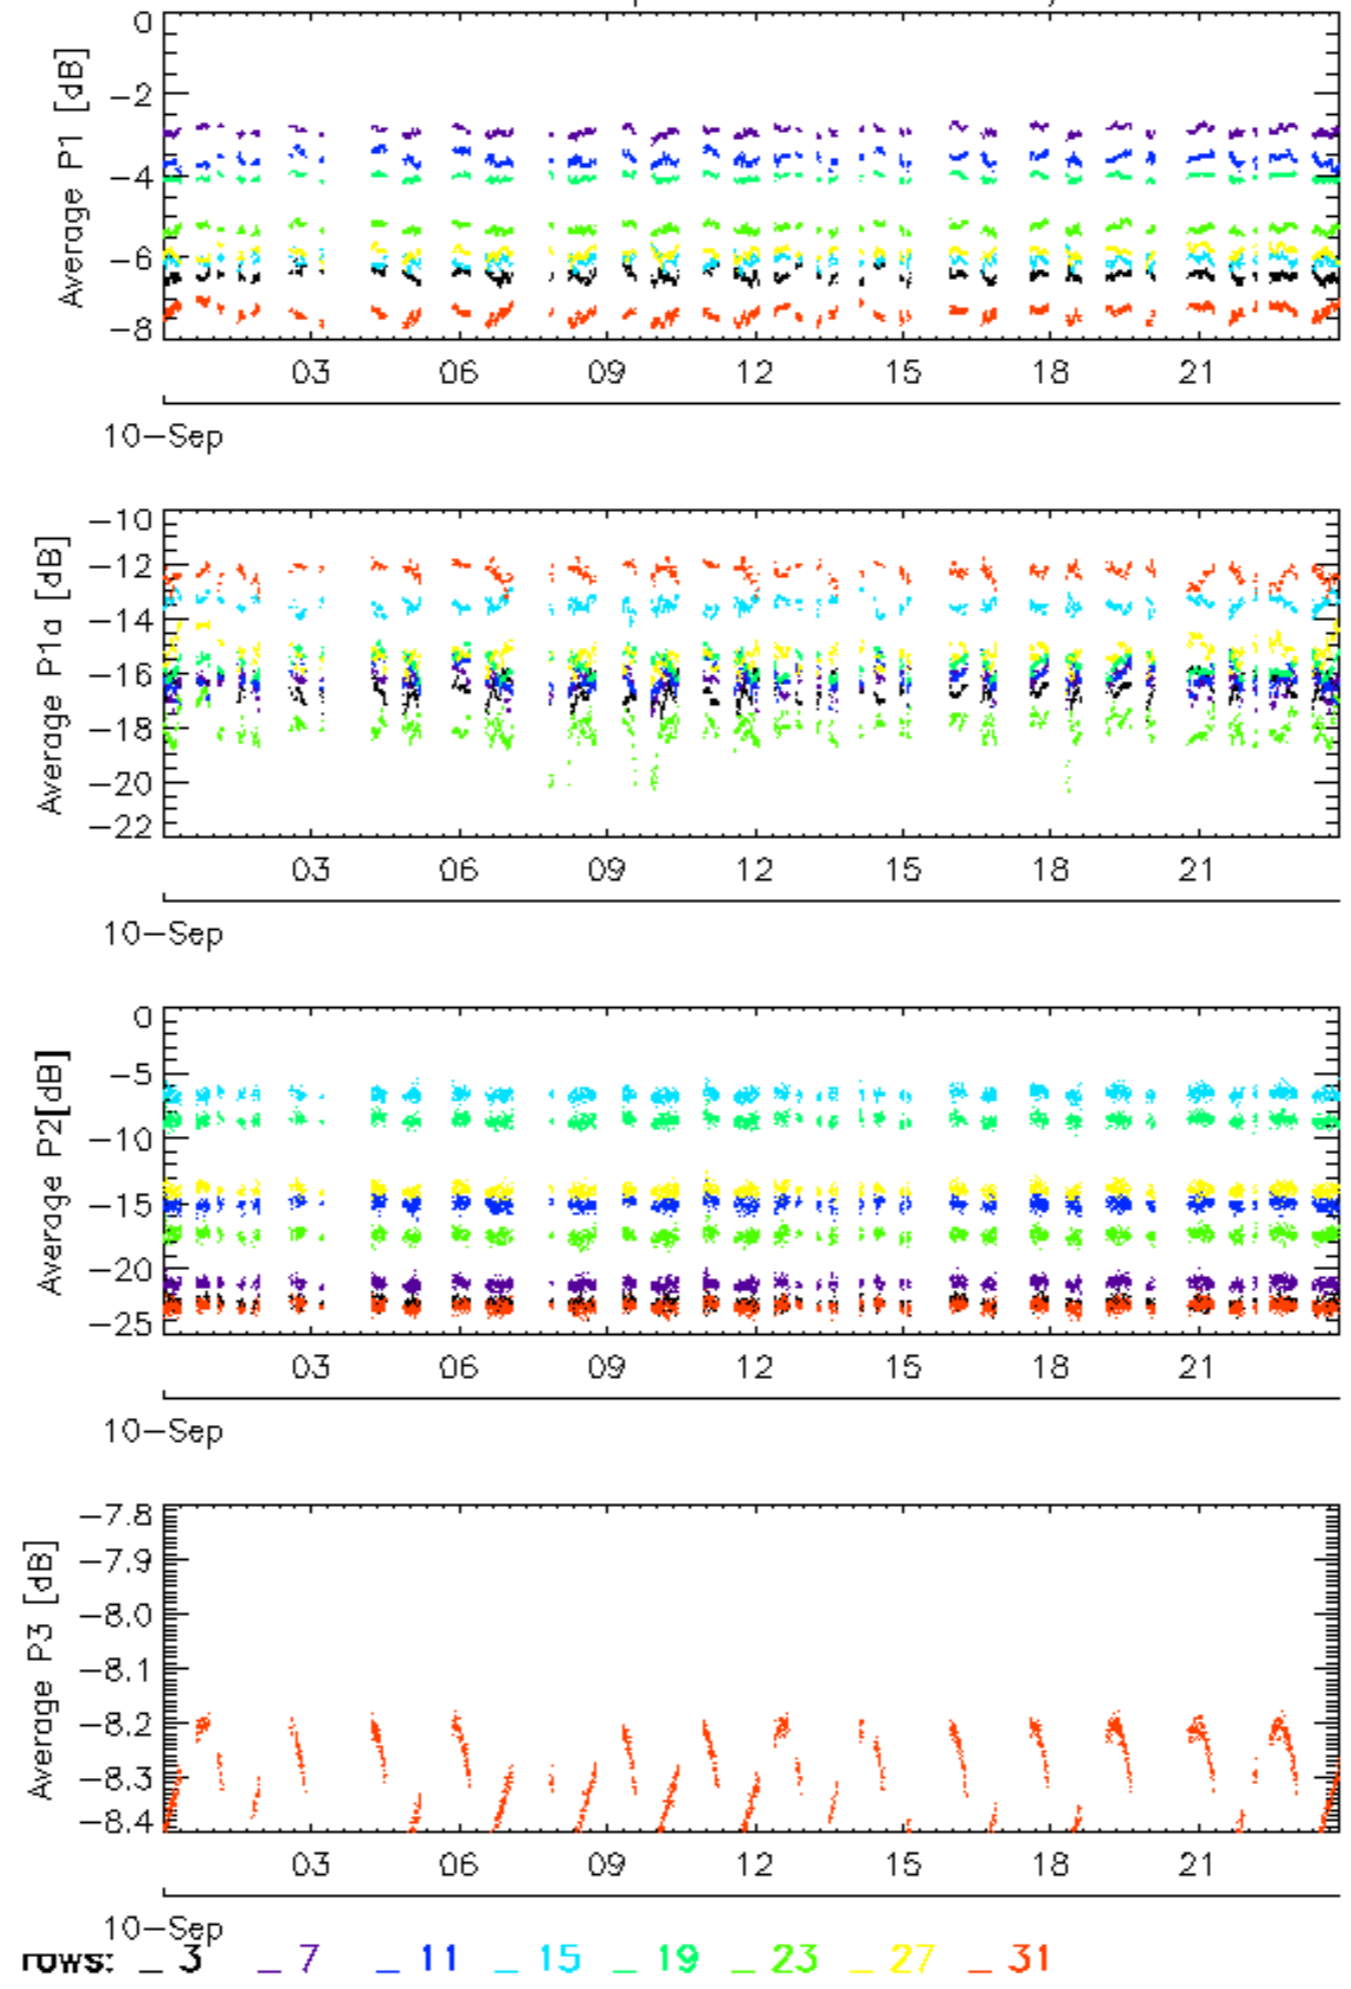 0
−2
−4
−6
−8
Average P1 [dB]
03 06 09 12 15 18 21
10−Sep
−10
−12
−14
−16
−18
−20
−22
Average P1a [dB]
03 06 09 12 15 18 21
10−Sep
0
−5
−10
−15
−20
−25
Average P2[dB]
03 06 09 12 15 18 21
10−Sep
−7.8
−7.9
−8.0
−8.1
−8.2
−8.3
−8.4
Average P3 [dB]
03 06 09 12 15 18 21
10−Sep
rows: _ 3 _ 7 _ 11 _ 15 _ 19 _ 23 _ 27 _ 31